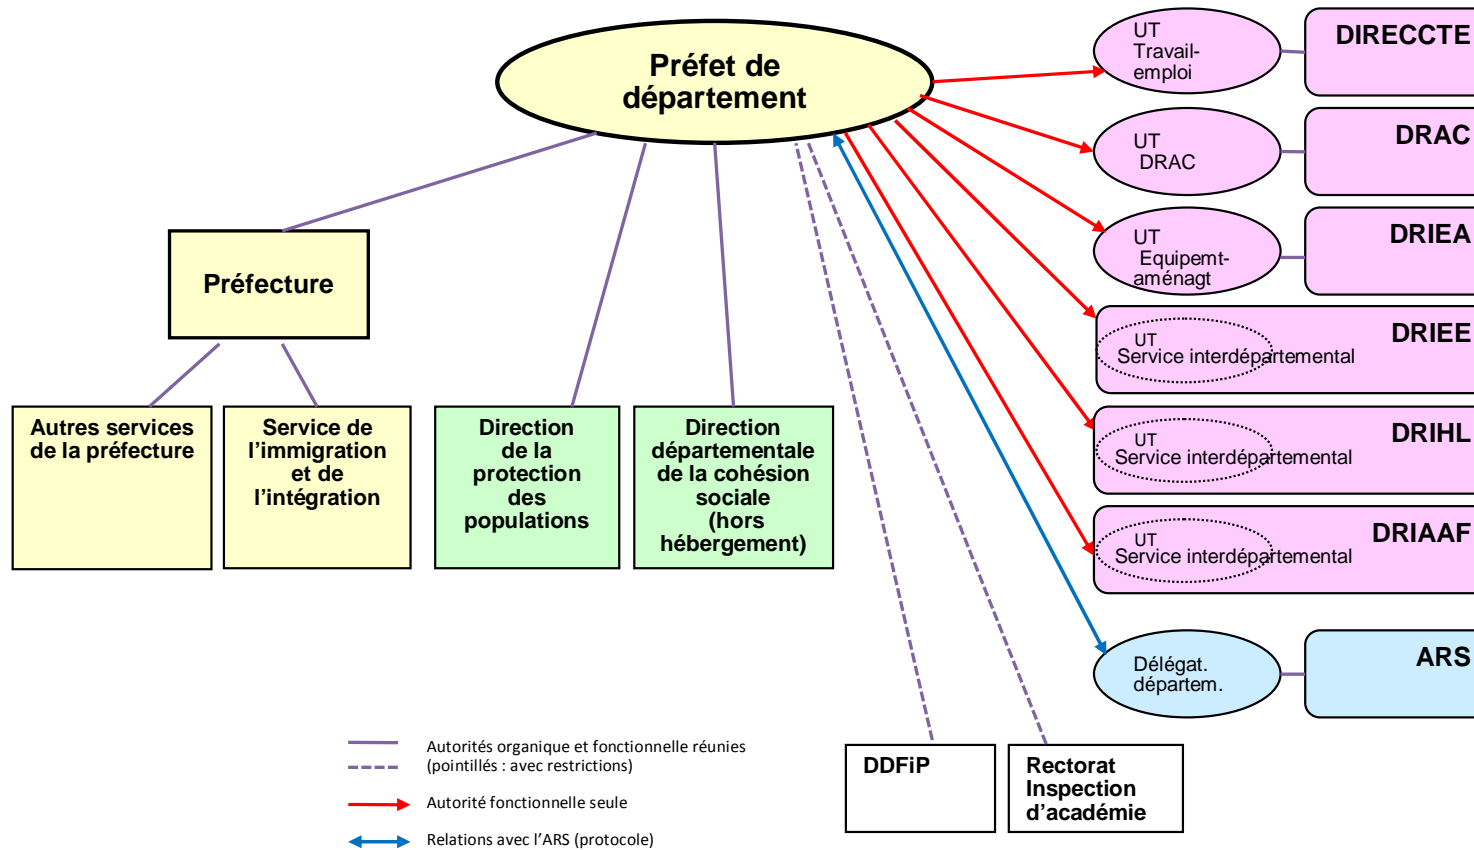 Préfet de
département
UT
Travail-
emploi
DIRECCTE
UT
DRAC
DRAC
UT
Equipemt-
aménagt
DRIEA
UT
Service interdépartemental
DRIEE
UT
Service interdépartemental
DRIHL
UT
Service interdépartemental
DRIAAF
Délégat.
départem.
ARS
Préfecture
Autres services
de la préfecture
Service de
l’immigration
et de
l’intégration
Direction
de la
protection
des
populations
Direction
départementale
de la cohésion
sociale
(hors
hébergement)
DDFiP
Rectorat
Inspection
d’académie
Autorités organique et fonctionnelle réunies
(pointillés : avec restrictions)
Autorité fonctionnelle seule
Relations avec l’ARS (protocole)